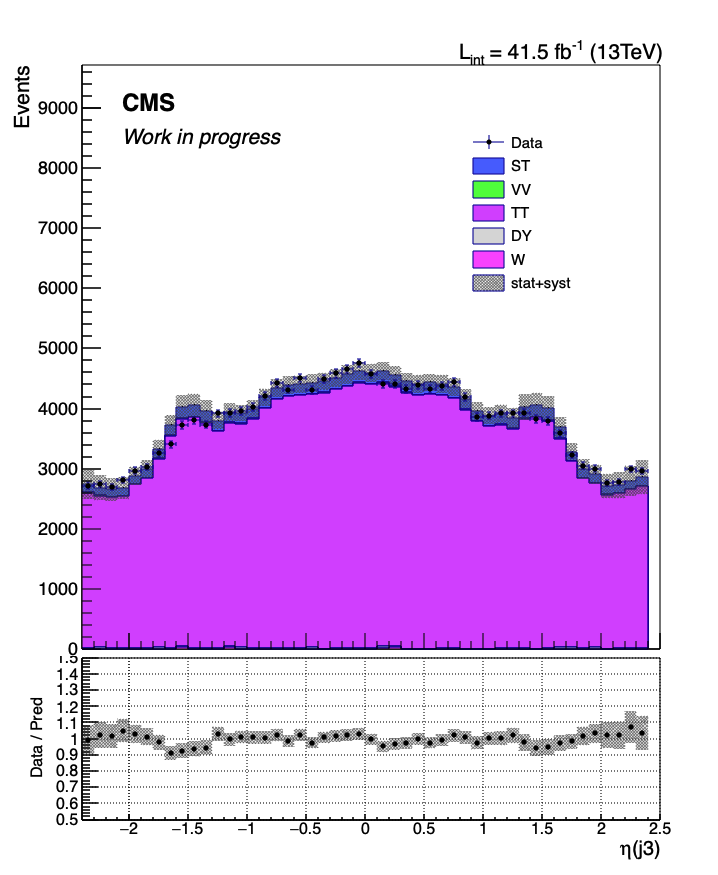 L_int = 41.5 fb^-1 (13TeV)
Events
CMS
Work in progress
9000
8000
7000
6000
5000
4000
3000
2000
1000
0
Data
ST
VV
TT
DY
W
stat+syst
Data / Pred
1.5
1.4
1.3
1.2
1.1
1
0.9
0.8
0.7
0.6
0.5
−2 −1.5 −1 −0.5 0 0.5 1 1.5 2 2.5
η(j3)